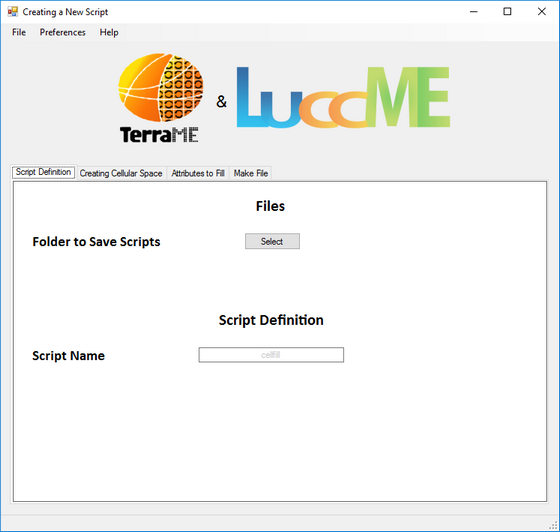 Creating a New Script
File Preferences Help
TerraME & LuccME
Script Definition Creating Cellular Space Attributes to Fill Make File
Files
Folder to Save Scripts Select
Script Definition
Script Name cellfill